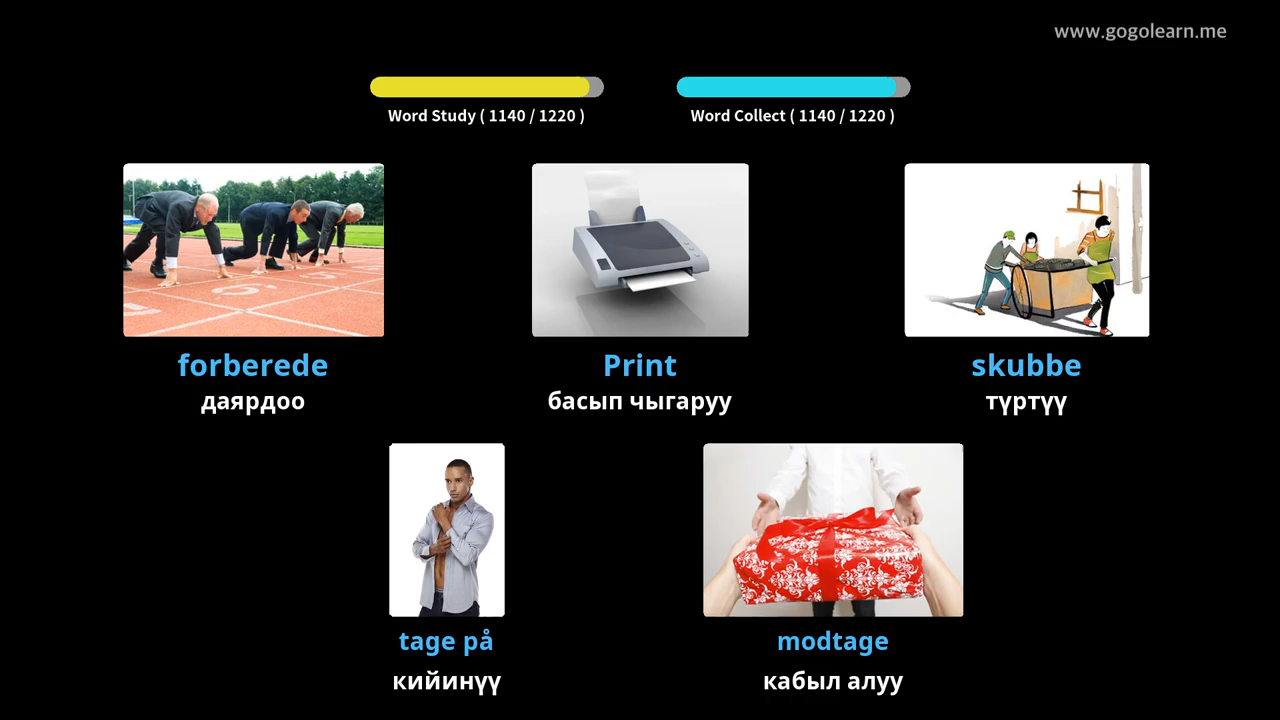 www.gogolearn.me
Word Study ( 1140 / 1220 )
Word Collect ( 1140 / 1220 )
forberede
даярдоо
Print
басып чыгаруу
skubbe
түртүү
tage på
кийинүү
modtage
кабыл алуу